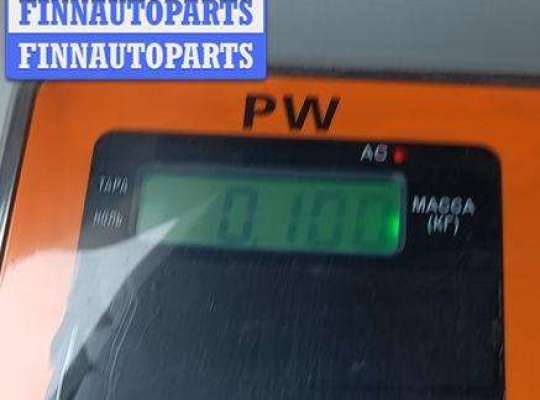 FINNAUTOPARTS
FINNAUTOPARTS
PW
АБ
ТАРА
НОЛЬ
0.100
МАССА
(КГ)